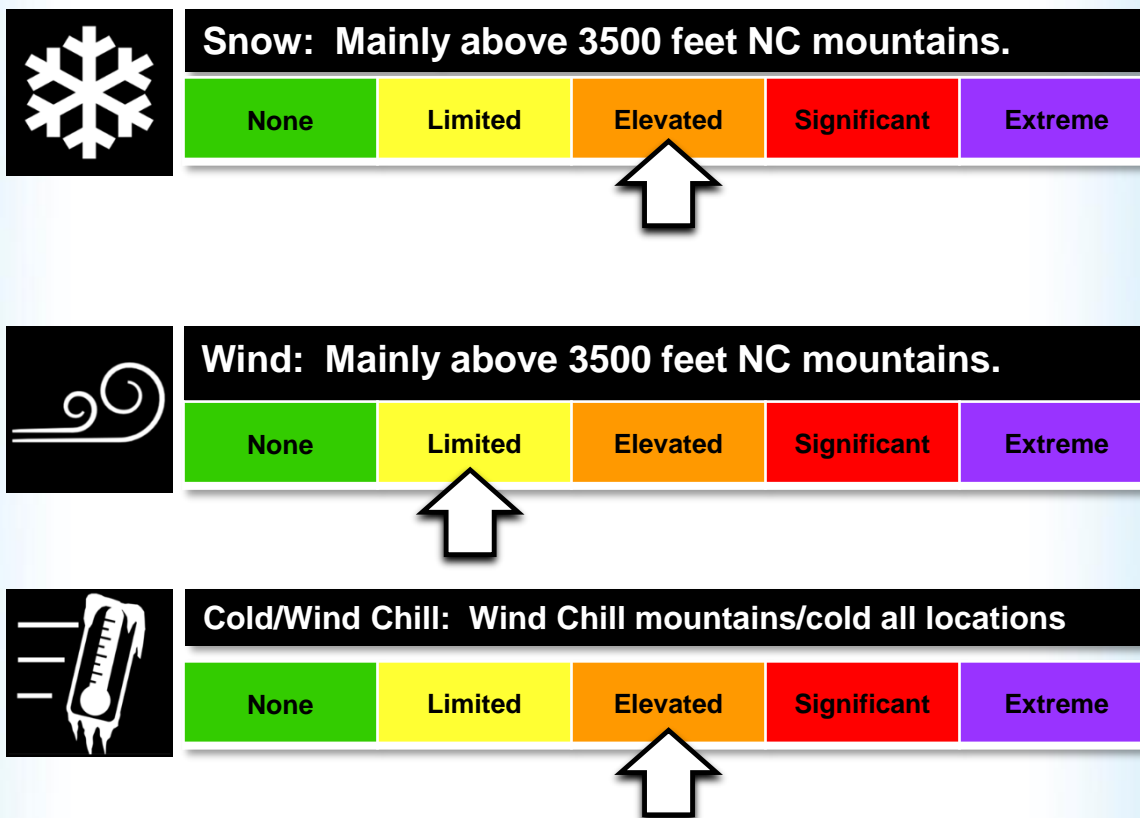 Snow: Mainly above 3500 feet NC mountains.
None Limited Elevated Significant Extreme
Wind: Mainly above 3500 feet NC mountains.
None Limited Elevated Significant Extreme
Cold/Wind Chill: Wind Chill mountains/cold all locations
None Limited Elevated Significant Extreme